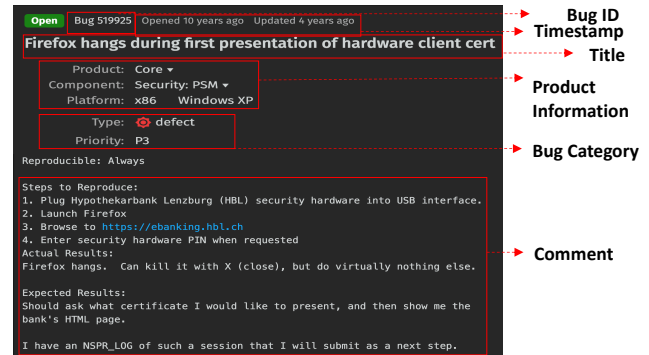 Open Bug 519925 Opened 10 years ago Updated 4 years ago
Bug ID
Timestamp
Firefox hangs during first presentation of hardware client cert
Title
Product: Core
Component: Security: PSM
Platform: x86 Windows XP
Product
Information
Type: defect
Priority: P3
Bug Category
Reproducible: Always
Steps to Reproduce:
1. Plug Hypothekarbank Lenzburg (HBL) security hardware into USB interface.
2. Launch Firefox
3. Browse to https://ebanking.hbl.ch
4. Enter security hardware PIN when requested
Actual Results:
Firefox hangs.  Can kill it with X (close), but do virtually nothing else.
Comment
Expected Results:
Should ask what certificate I would like to present, and then show me the
bank's HTML page.
I have an NSPR_LOG of such a session that I will submit as a next step.